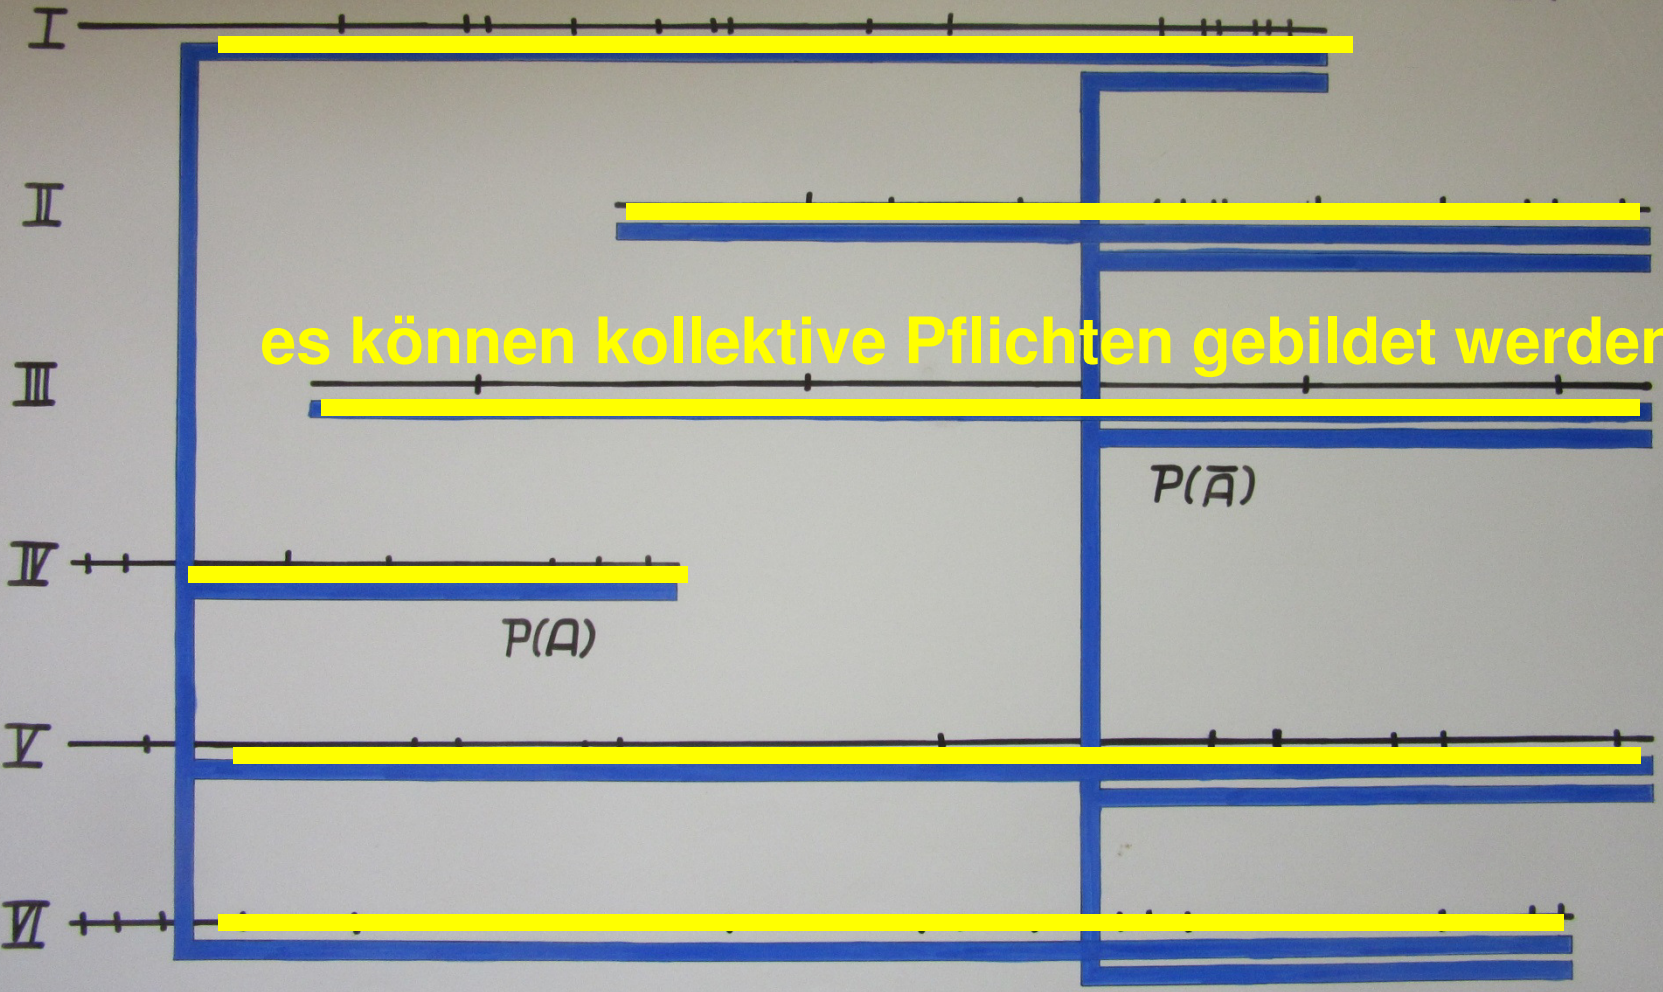 I
II
es können kollektive Pflichten gebildet werden
III
P(Ā)
IV
P(A)
V
VI